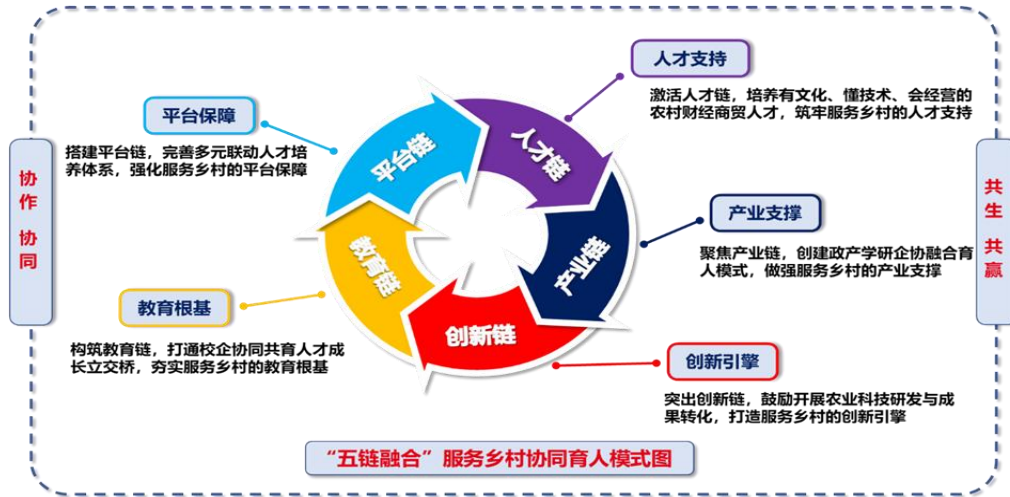 人才支持
激活人才链，培养有文化、懂技术、会经营的
农村财经商贸人才，筑牢服务乡村的人才支持
平台保障
搭建平台链，完善多元联动人才培
养体系，强化服务乡村的平台保障
平台链
人才链
协作 协同
共生 共赢
产业支撑
聚焦产业链，创建政产学研企协融合育
人模式，做强服务乡村的产业支撑
教育链
产业链
创新链
教育根基
构筑教育链，打通校企协同共育人才成
长立交桥，夯实服务乡村的教育根基
创新引擎
突出创新链，鼓励开展农业科技研发与成
果转化，打造服务乡村的创新引擎
“五链融合”服务乡村协同育人模式图